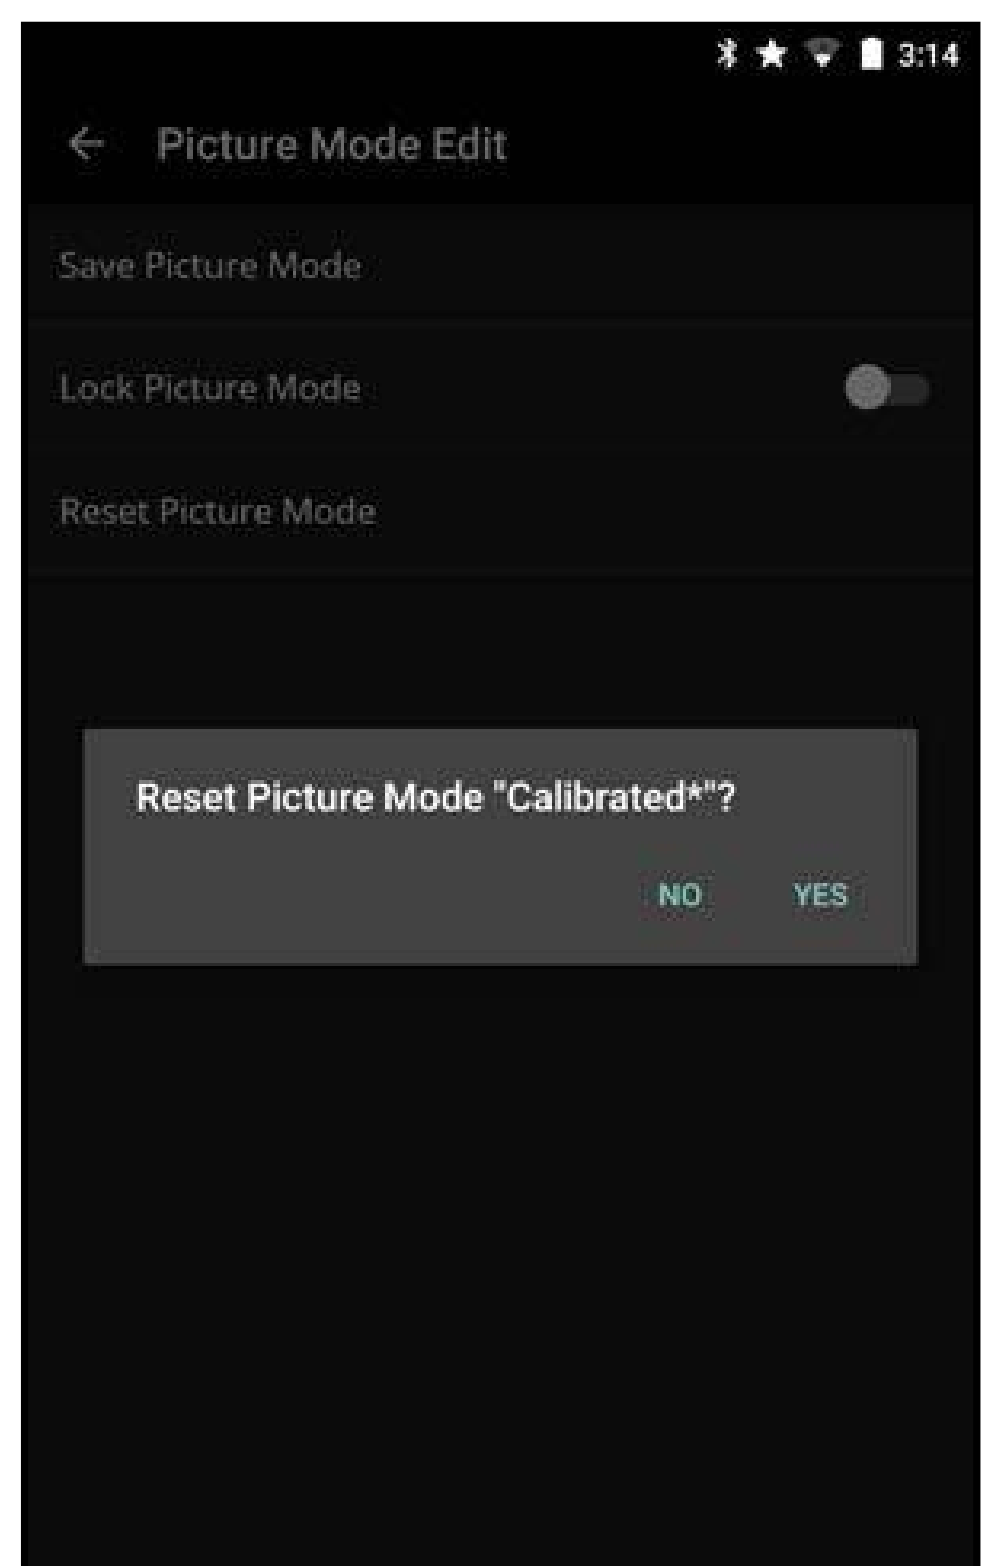 3:14
Picture Mode Edit
Save Picture Mode
Lock Picture Mode
Reset Picture Mode
Reset Picture Mode "Calibrated*"?
NO YES